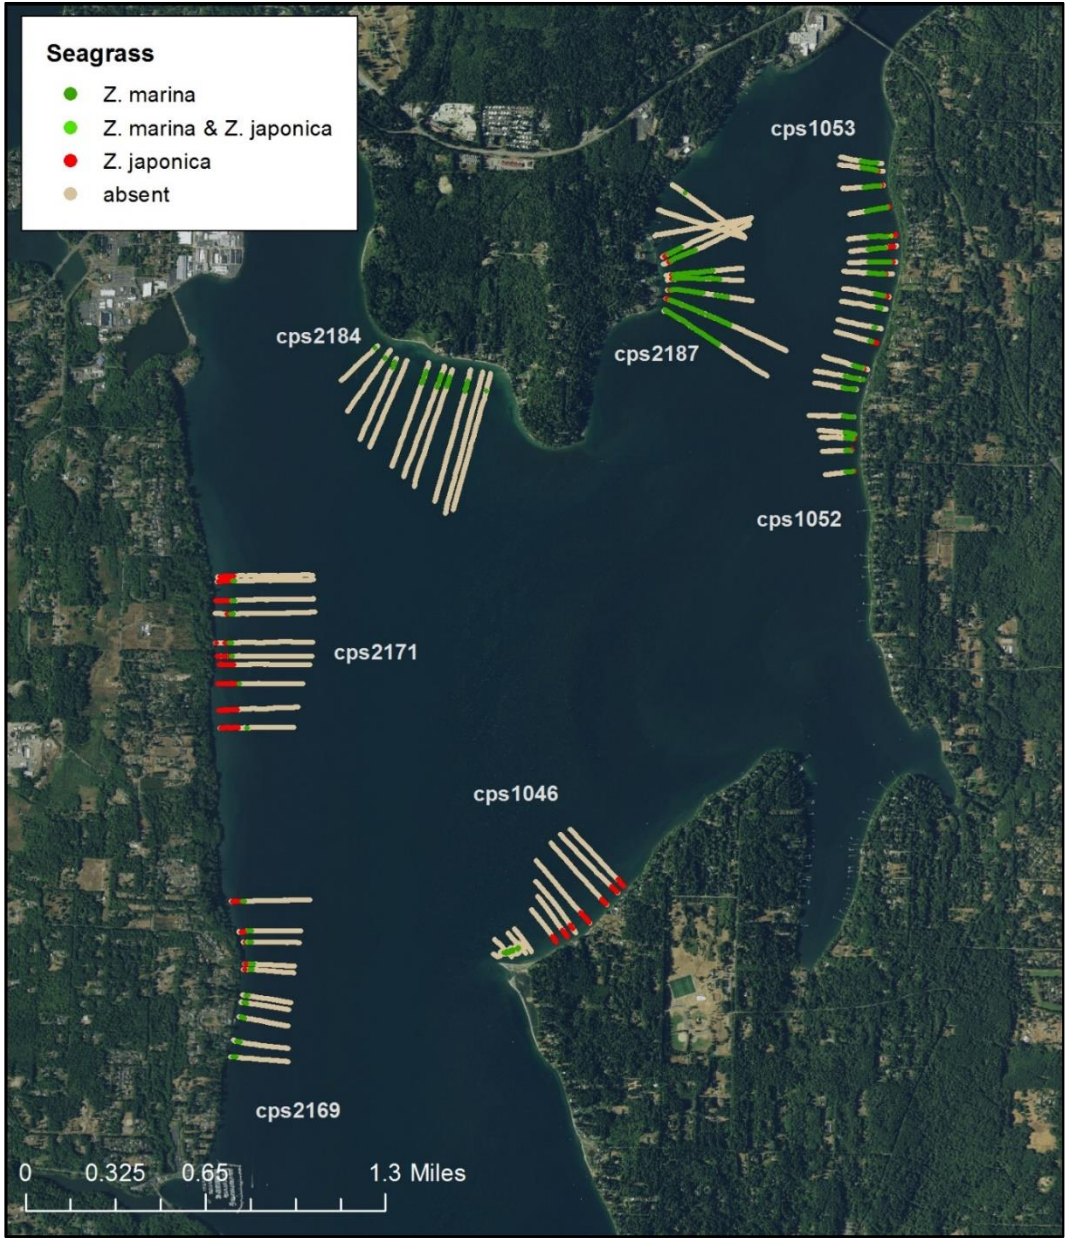 Seagrass
Z. marina
Z. marina & Z. japonica
Z. japonica
absent
cps1053
cps2184
cps2187
cps1052
cps2171
cps1046
cps2169
0 0.325 0.65 1.3 Miles